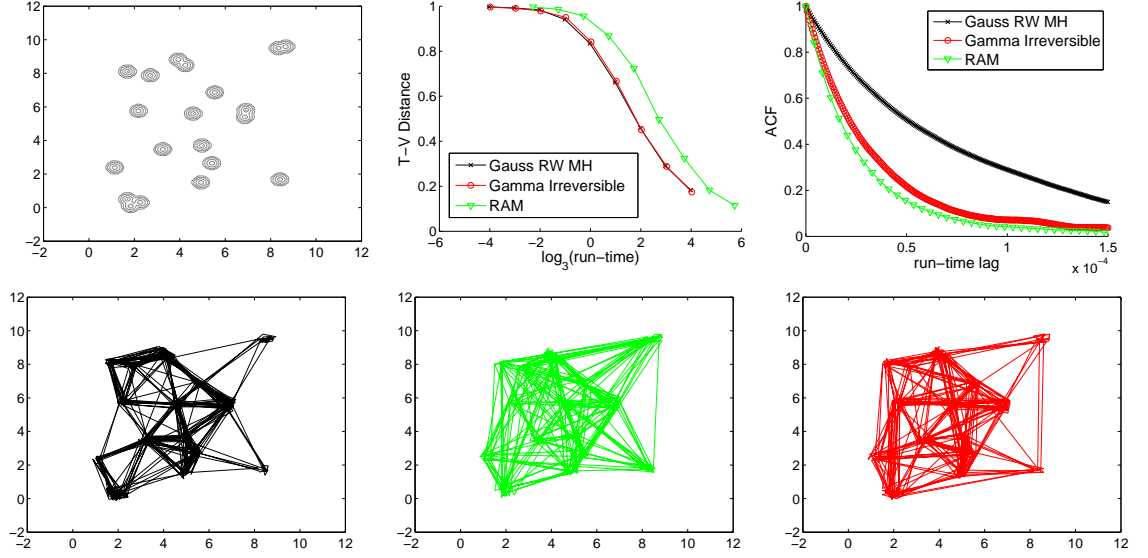 12
10
8
6
4
2
0
−2
−2 0 2 4 6 8 10 12
1
0.8
0.6
0.4
0.2
0
T−V Distance
Gauss RW MH
Gamma Irreversible
RAM
−6 −4 −2 0 2 4 6
log3(run−time)
1
0.8
0.6
0.4
0.2
0
ACF
Gauss RW MH
Gamma Irreversible
RAM
0 0.5 1 1.5
run−time lag
x 10−4
12
10
8
6
4
2
0
−2
−2 0 2 4 6 8 10 12
12
10
8
6
4
2
0
−2
−2 0 2 4 6 8 10 12
12
10
8
6
4
2
0
−2
−2 0 2 4 6 8 10 12